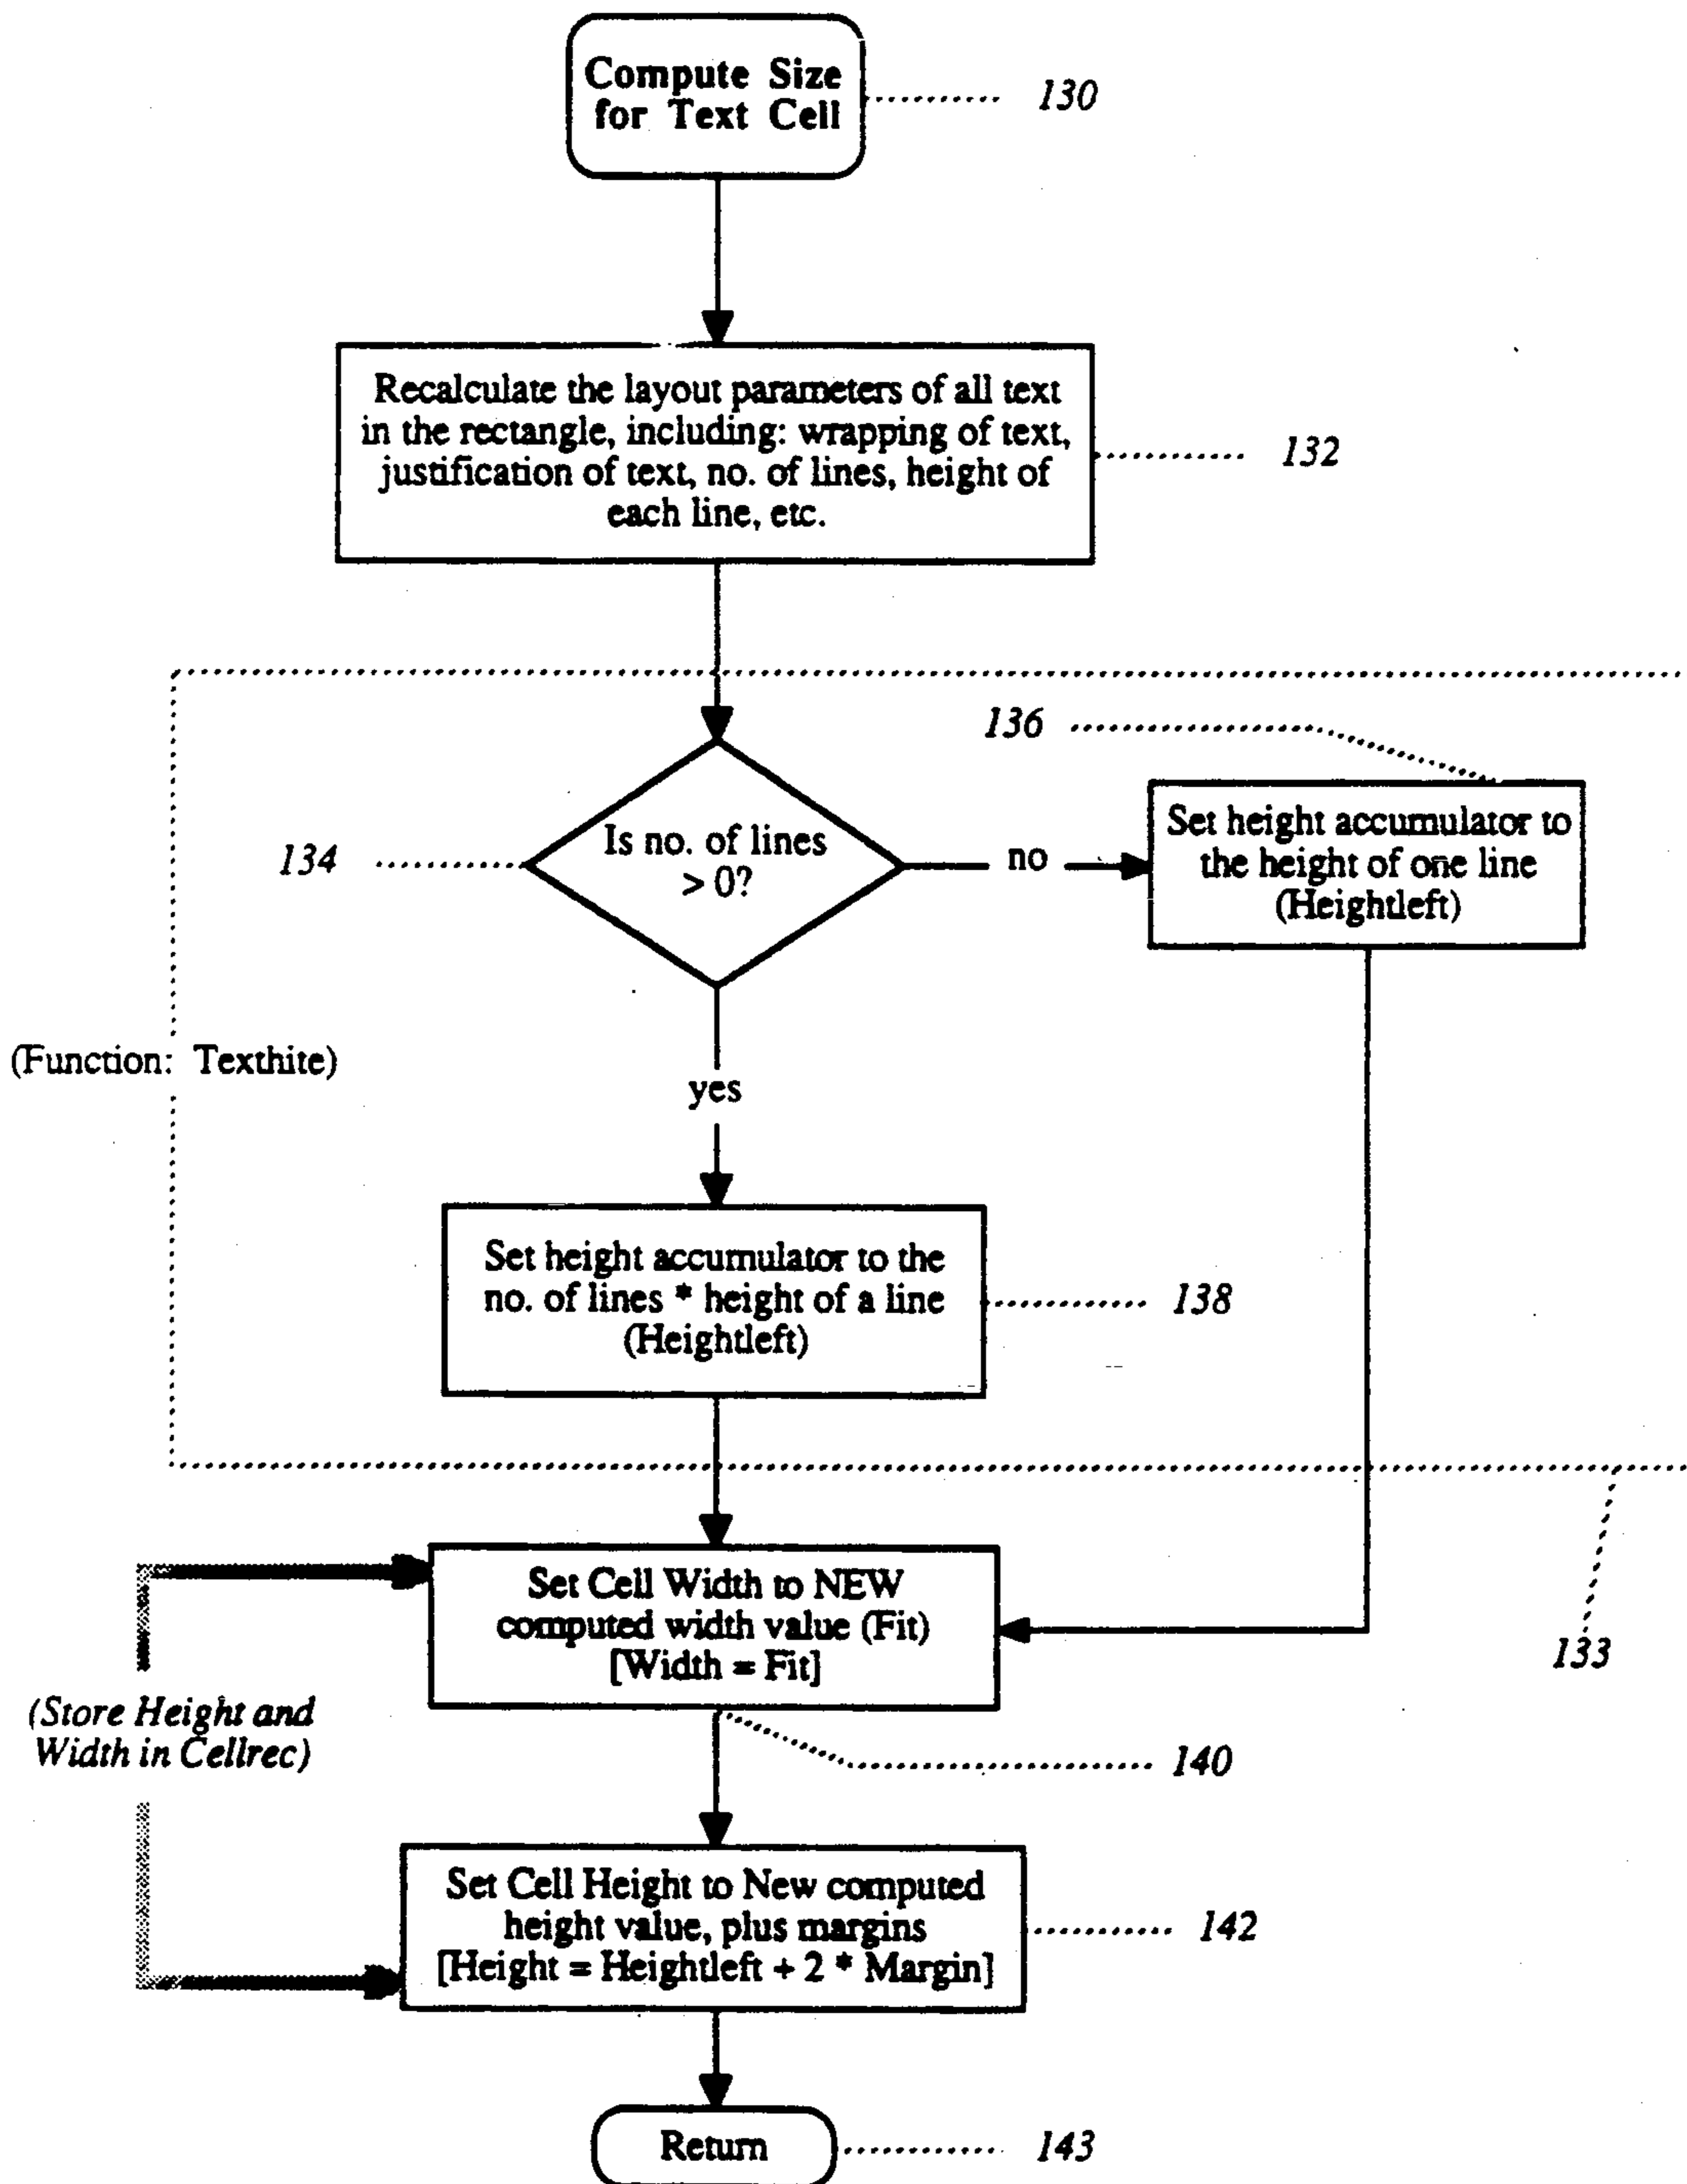 Compute Size
for Text Cell
130
Recalculate the layout parameters of all text
in the rectangle, including: wrapping of text,
justification of text, no. of lines, height of
each line, etc.
132
136
Set height accumulator to
the height of one line
(Heightleft)
134
Is no. of lines
> 0?
no
(Function: Texthite)
yes
Set height accumulator to the
no. of lines * height of a line
(Heightleft)
138
Set Cell Width to NEW
computed width value (Fit)
[Width = Fit]
133
(Store Height and
Width in Cellrec)
140
Set Cell Height to New computed
height value, plus margins
[Height = Heightleft + 2 * Margin]
142
Return
143